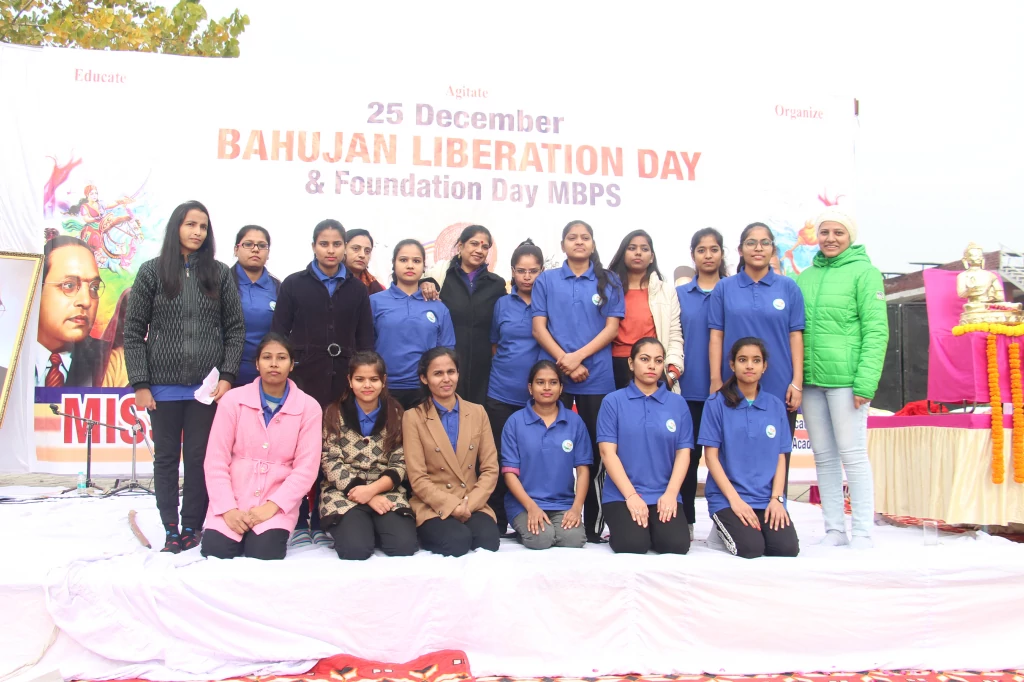 Educate
Agitate
Organize
25 December
BAHUJAN LIBERATION DAY
& Foundation Day MBPS
MIS